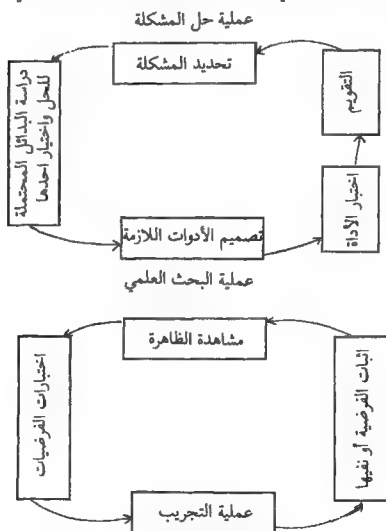 عملية حل المشكلة
تحديد المشكلة
دراسة البدائل المحتملة
للحل واختيار احدها
تصميم الأدوات اللازمة
اختبار الأداة
التقويم
عملية البحث العلمي
مشاهدة الظاهرة
اختبارات الفرضيات
عملية التجريب
اثبات الفرضية أو نفيها